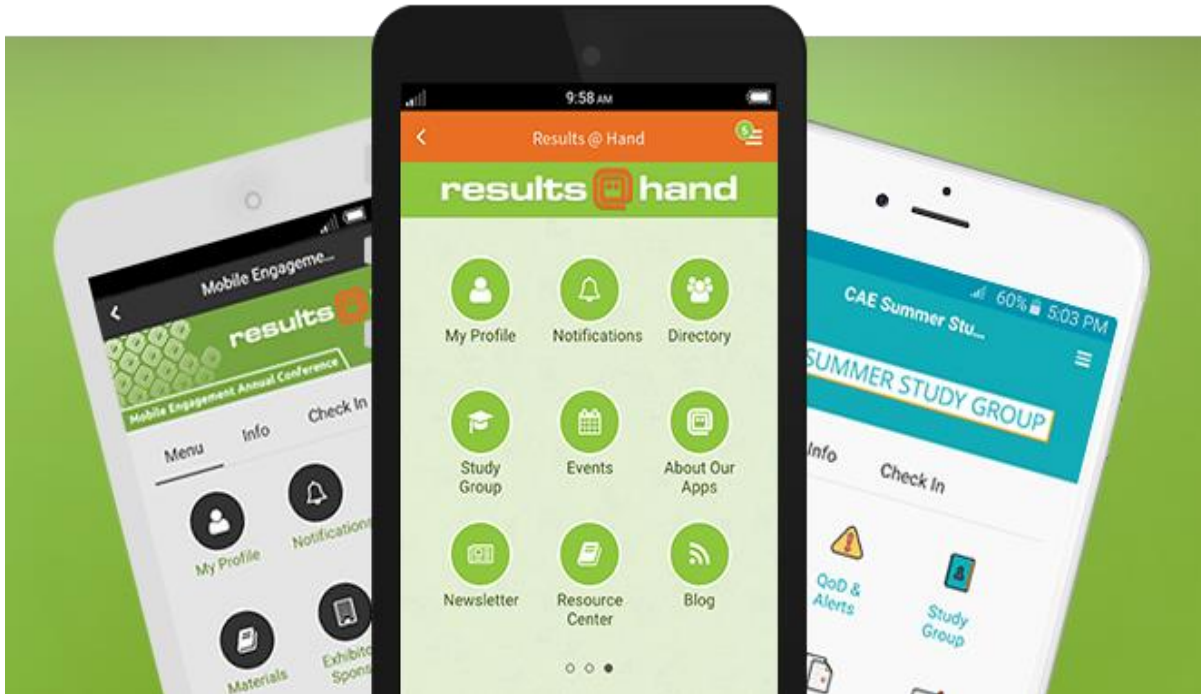 Mobile Engageme...
results
Mobile Engagement Annual Conference
Menu Info Check In
My Profile Notifications
Materials
9:58 AM
Results @ Hand 5
results @ hand
My Profile Notifications Directory
Study Events About Our
Group Apps
Newsletter Resource Blog
Center
60% 5:03 PM
CAE Summer Stu...
SUMMER STUDY GROUP
Info Check In
QoD & Study
Alerts Group